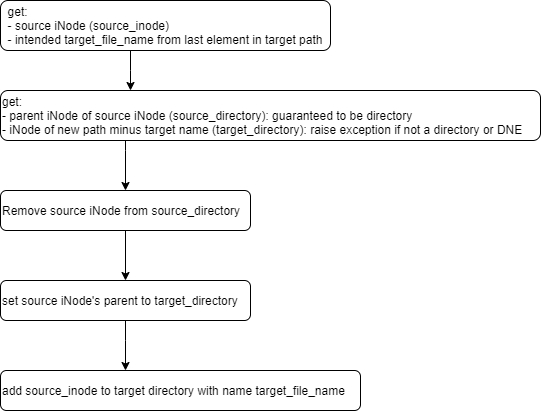 get:
- source iNode (source_inode)
- intended target_file_name from last element in target path
get:
- parent iNode of source iNode (source_directory): guaranteed to be directory
- iNode of new path minus target name (target_directory): raise exception if not a directory or DNE
Remove source iNode from source_directory
set source iNode's parent to target_directory
add source_inode to target directory with name target_file_name